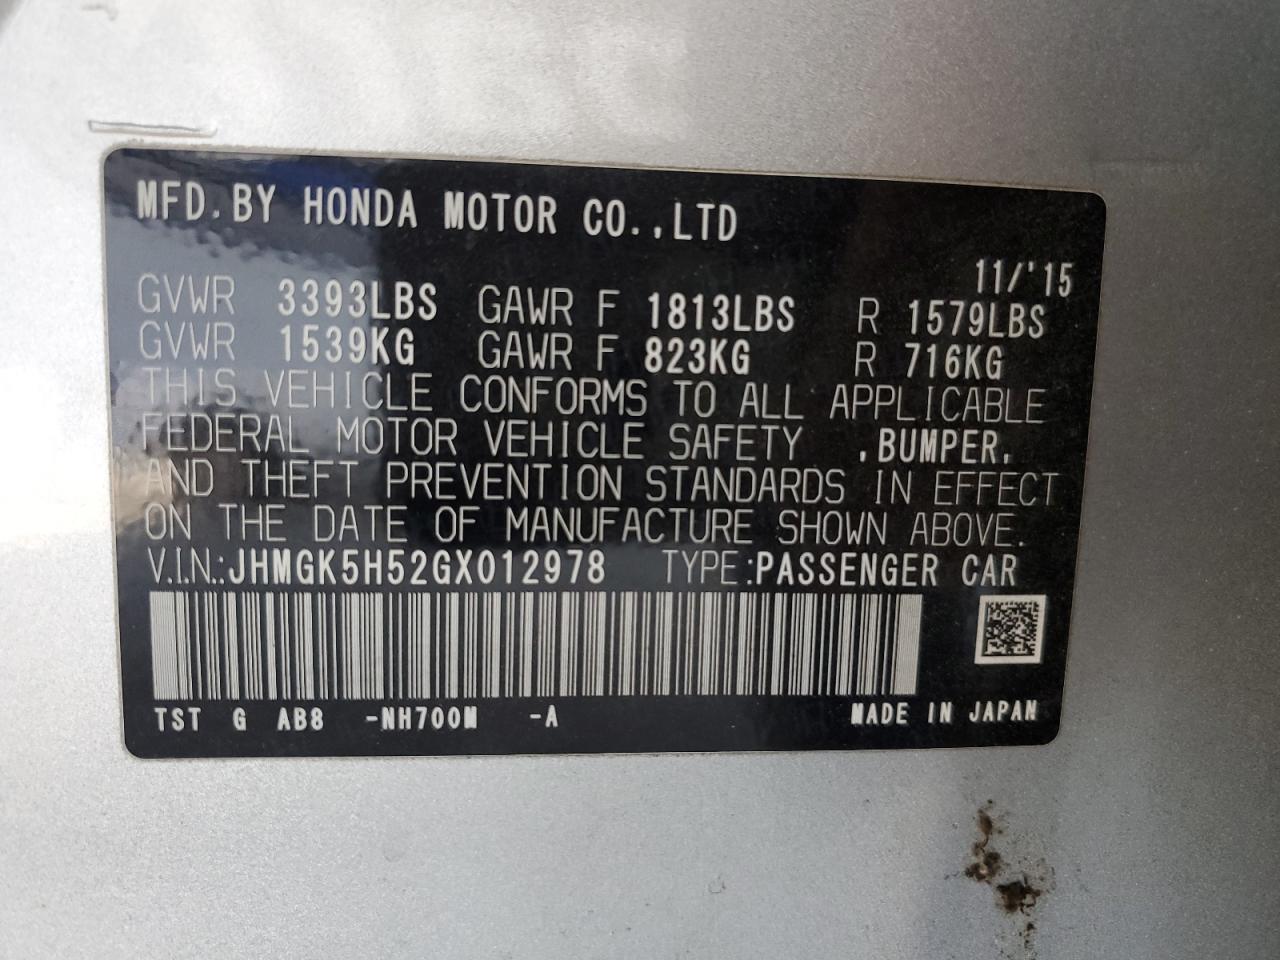 MFD. BY HONDA MOTOR CO.,LTD
11/'15
GVWR 3393LBS GAWR F 1813LBS R 1579LBS
GVWR 1539KG GAWR F 823KG R 716KG
THIS VEHICLE CONFORMS TO ALL APPLICABLE
FEDERAL MOTOR VEHICLE SAFETY ,BUMPER,
AND THEFT PREVENTION STANDARDS IN EFFECT
ON THE DATE OF MANUFACTURE SHOWN ABOVE.
V.I.N.:JHMGK5H52GX012978 TYPE:PASSENGER CAR
TST G AB8 -NH700M -A MADE IN JAPAN